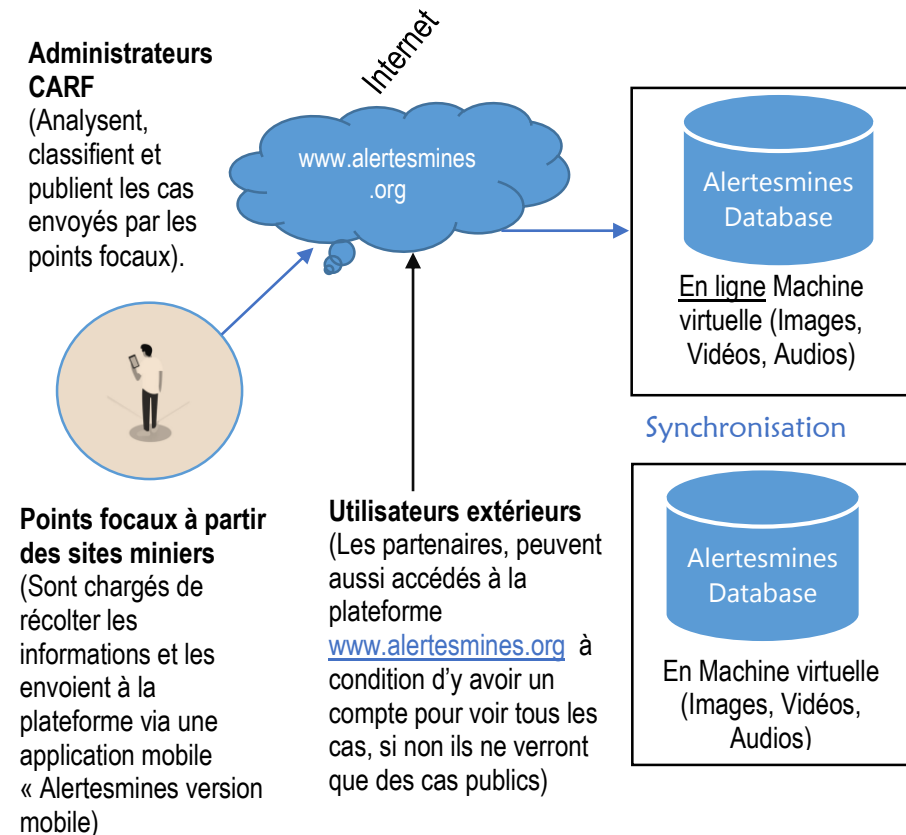 Internet
Administrateurs
CARF
(Analysent,
classifient et
publient les cas
envoyés par les
points focaux).
www.alertesmines
.org
Alertesmines
Database
En ligne Machine
virtuelle (Images,
Vidéos, Audios)
Synchronisation
Points focaux à partir
des sites miniers
(Sont chargés de
récolter les
informations et les
envoient à la
plateforme via une
application mobile
« Alertesmines version
mobile)
Utilisateurs extérieurs
(Les partenaires, peuvent
aussi accédés à la
plateforme
www.alertesmines.org à
condition d’y avoir un
compte pour voir tous les
cas, si non ils ne verront
que des cas publics)
Alertesmines
Database
En Machine virtuelle
(Images, Vidéos,
Audios)